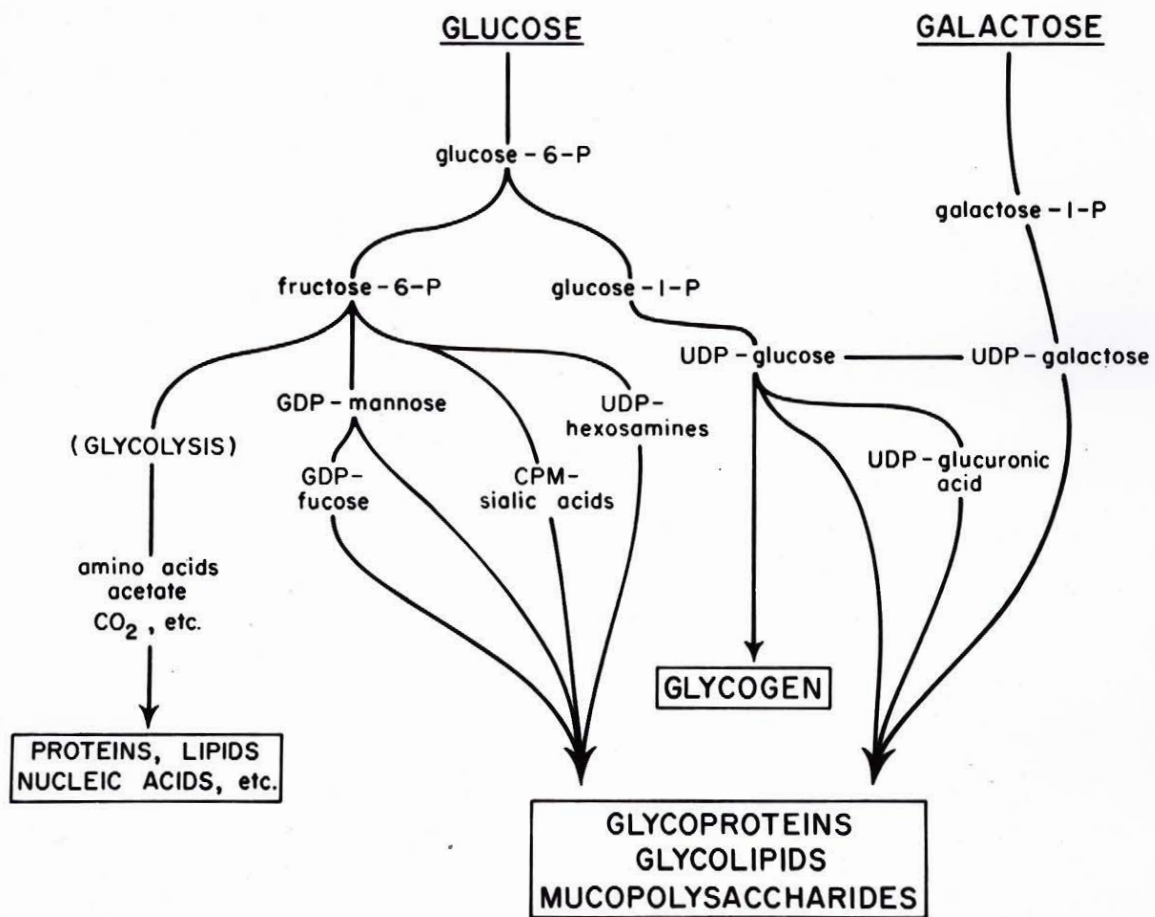 GLUCOSE
GALACTOSE
glucose-6-P
galactose-1-P
fructose-6-P
glucose-1-P
UDP-glucose
UDP-galactose
GDP-mannose
UDP-
hexosamines
(GLYCOLYSIS)
GDP-
fucose
CPM-
sialic acids
UDP-glucuronic
acid
amino acids
acetate
CO₂, etc.
GLYCOGEN
PROTEINS, LIPIDS
NUCLEIC ACIDS, etc.
GLYCOPROTEINS
GLYCOLIPIDS
MUCOPOLYSACCHARIDES